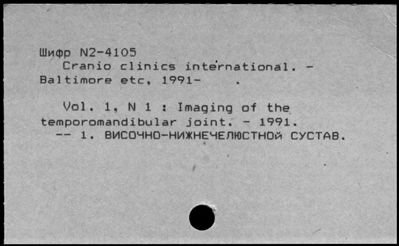 Шифр N2-4105
Cranio clinics international. -
Baltimore etc, 1991- .
Vol. 1, N 1 : Imaging of the
temporomandibular joint. - 1991.
-- 1. ВИСОЧНО-НИЖНЕЧЕЛЮСТНОЙ СУСТАВ.